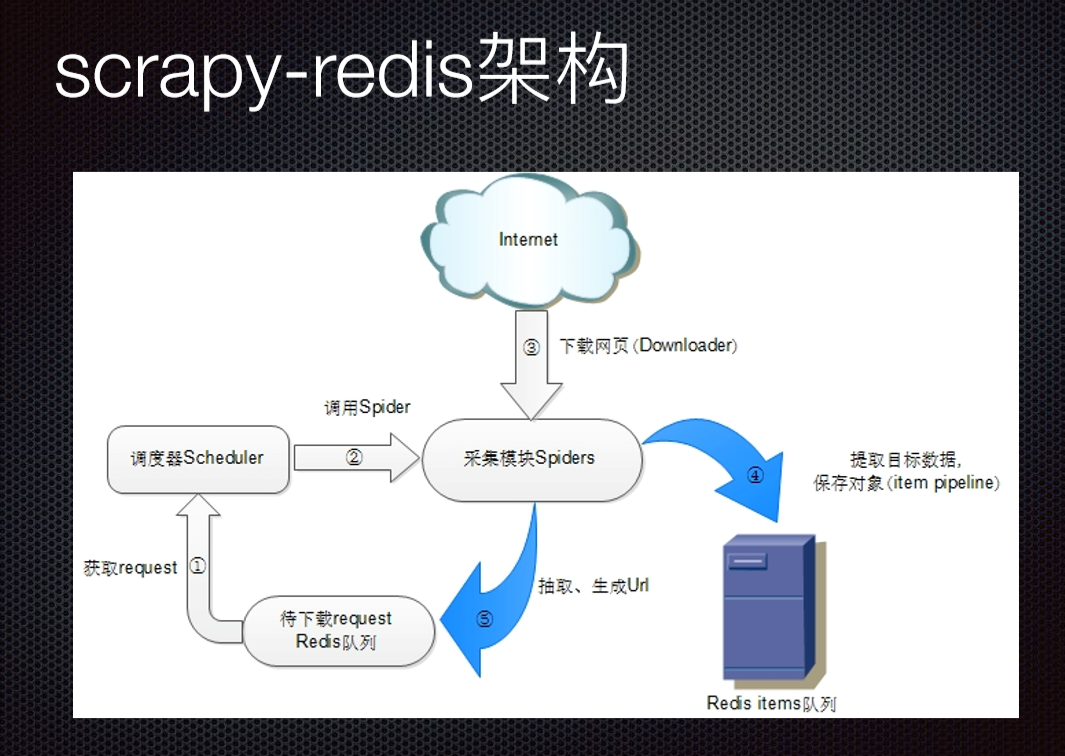 scrapy-redis架构
Internet
③
下载网页(Downloader)
调用Spider
调度器Scheduler
②
采集模块Spiders
④
提取目标数据,
保存对象(item pipeline)
获取request
①
待下载request
Redis队列
⑤
抽取、生成Url
Redis items队列